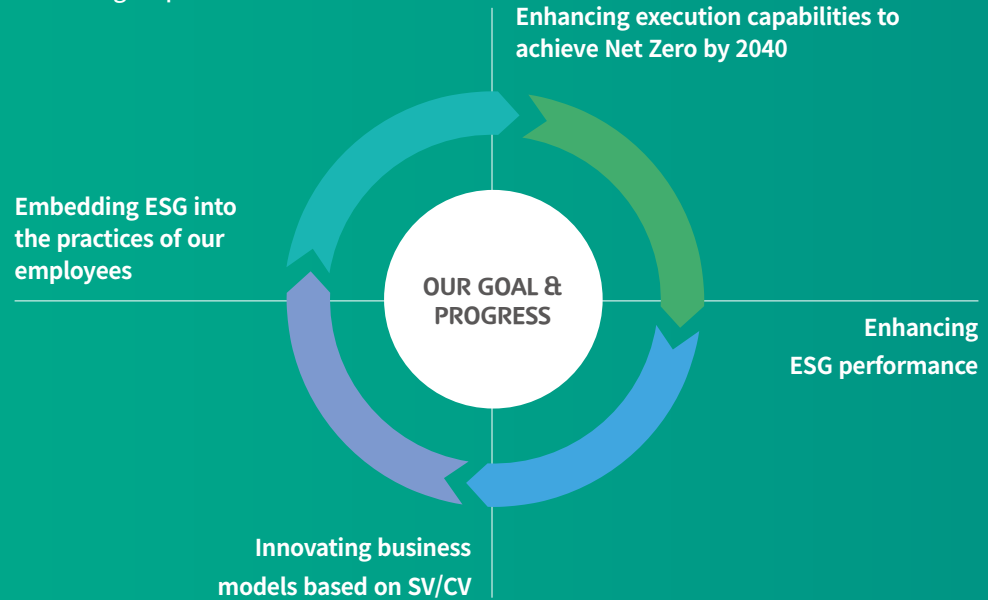 Enhancing execution capabilities to
achieve Net Zero by 2040
Embedding ESG into
the practices of our
employees
OUR GOAL &
PROGRESS
Enhancing
ESG performance
Innovating business
models based on SV/CV